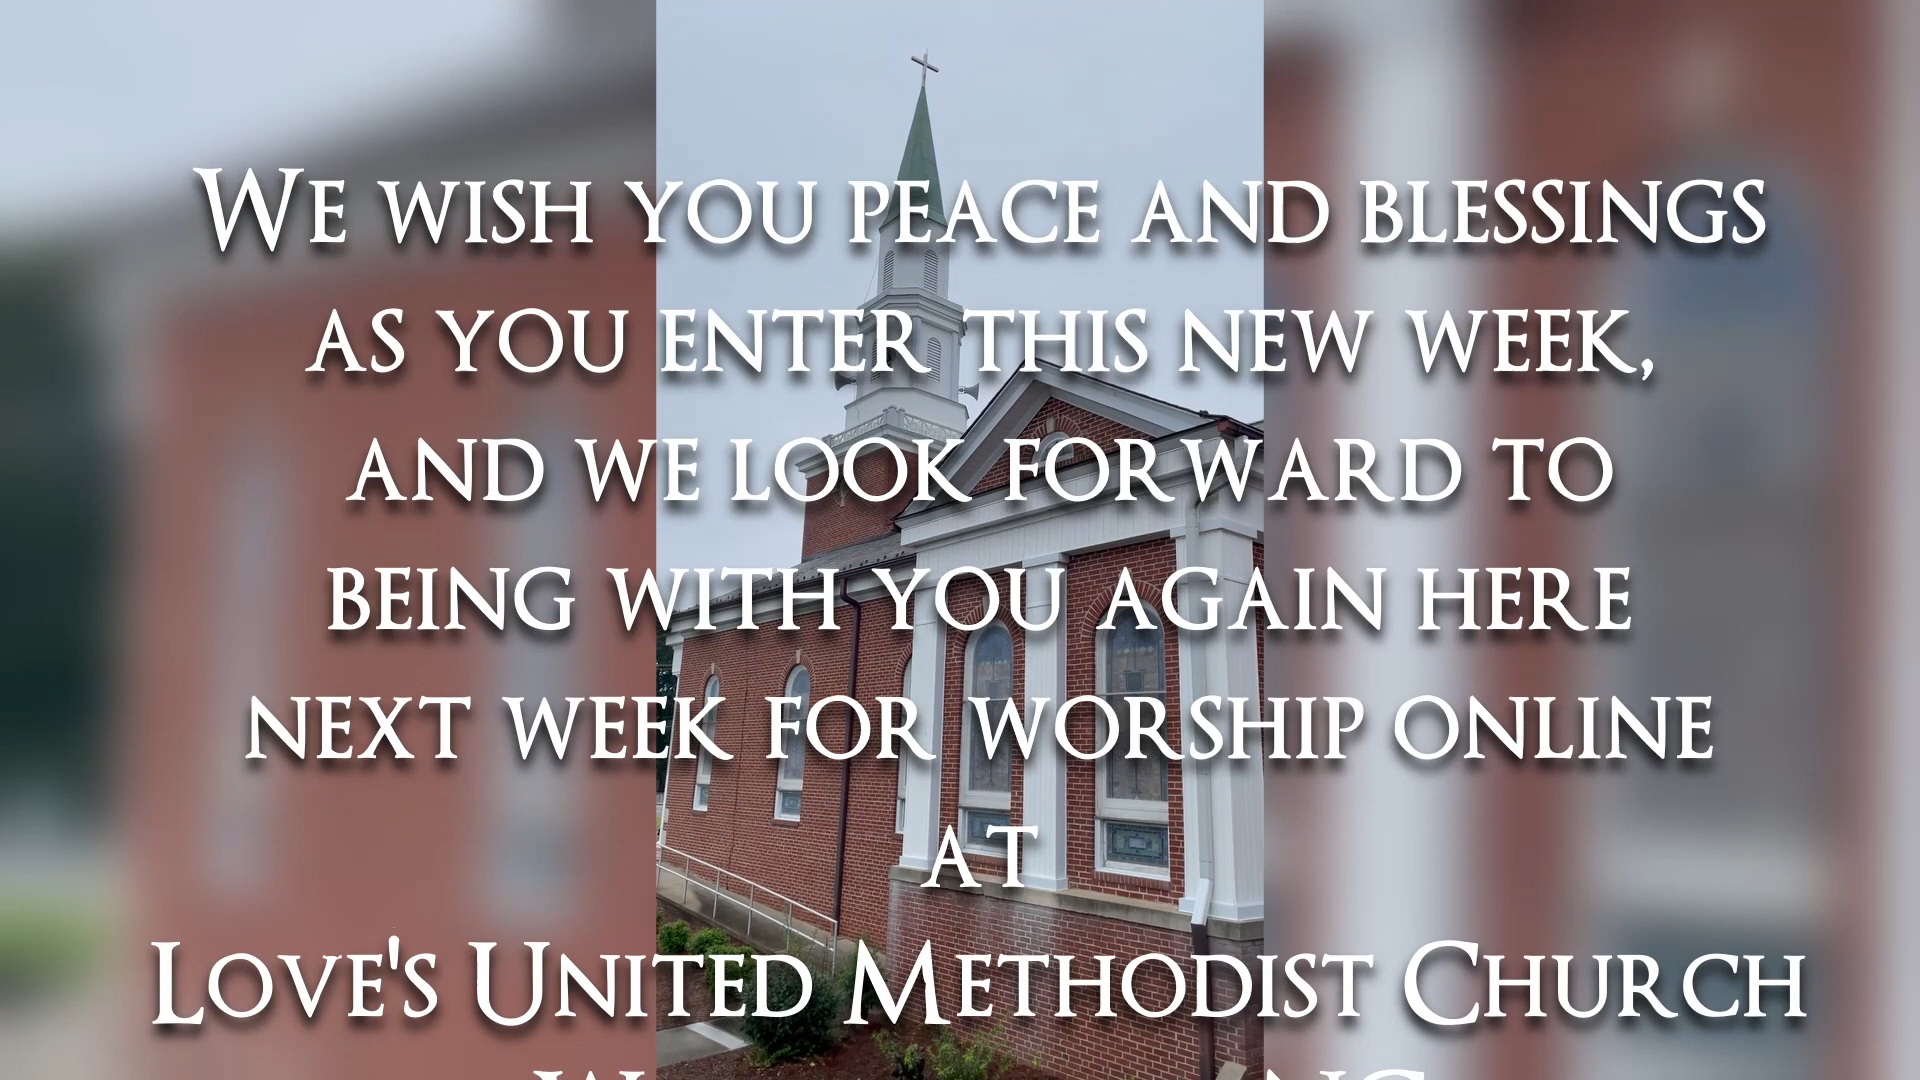 We wish you peace and blessings
as you enter this new week,
and we look forward to
being with you again here
next week for worship online
at
Love's United Methodist Church